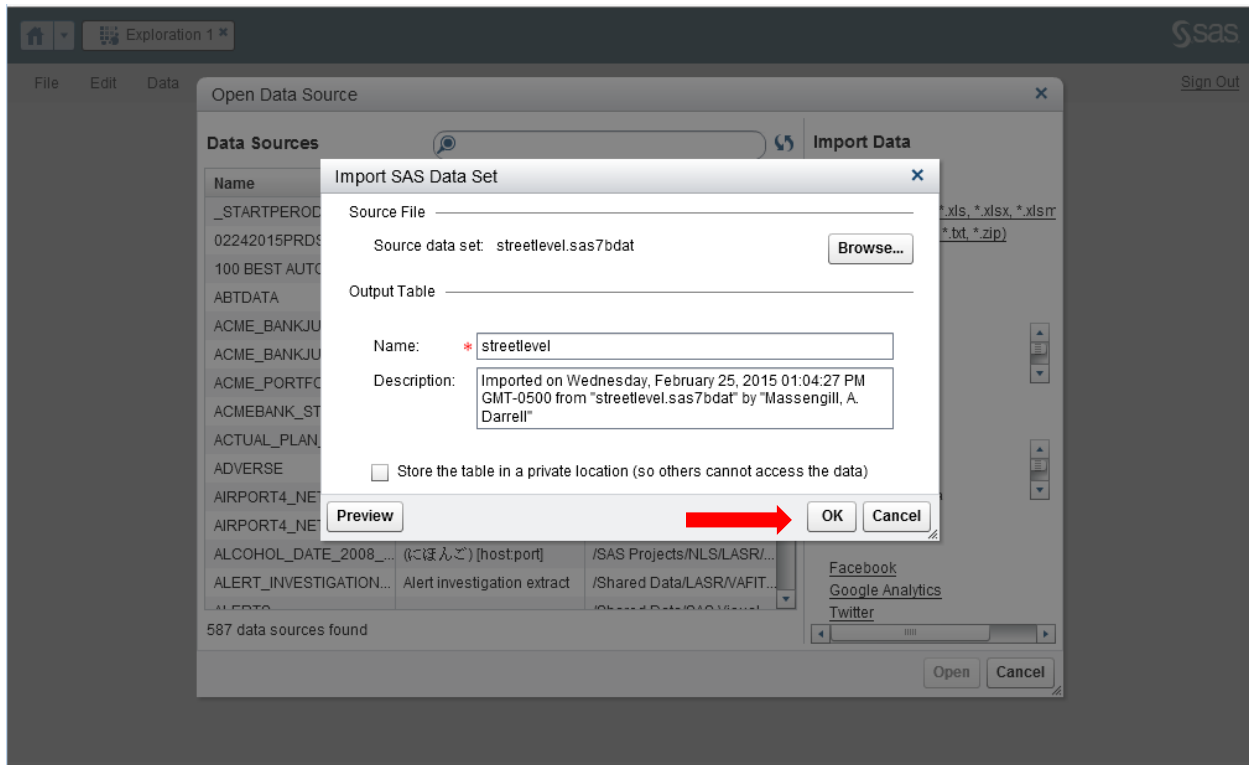 Exploration 1
sas
File Edit Data
Sign Out
Open Data Source
Data Sources
Import Data
Name
_STARTPEROD
02242015PRDS
100 BEST AUTO
ABTDATA
ACME_BANKJU
ACME_BANKJU
ACME_PORTFO
ACMEBANK_ST
ACTUAL_PLAN_
ADVERSE
AIRPORT4_NET
AIRPORT4_NET
ALCOHOL_DATE_2008_... (にほんご) [host:port] /SAS Projects/NLS/LASR/...
ALERT_INVESTIGATION... Alert investigation extract /Shared Data/LASR/VAFIT...
587 data sources found
*.xls, *.xlsx, *.xlsm
*.txt, *.zip)
Facebook
Google Analytics
Twitter
Open Cancel
Import SAS Data Set
Source File
Source data set: streetlevel.sas7bdat
Browse...
Output Table
Name: * streetlevel
Description: Imported on Wednesday, February 25, 2015 01:04:27 PM
GMT-0500 from "streetlevel.sas7bdat" by "Massengill, A.
Darrell"
Store the table in a private location (so others cannot access the data)
Preview OK Cancel